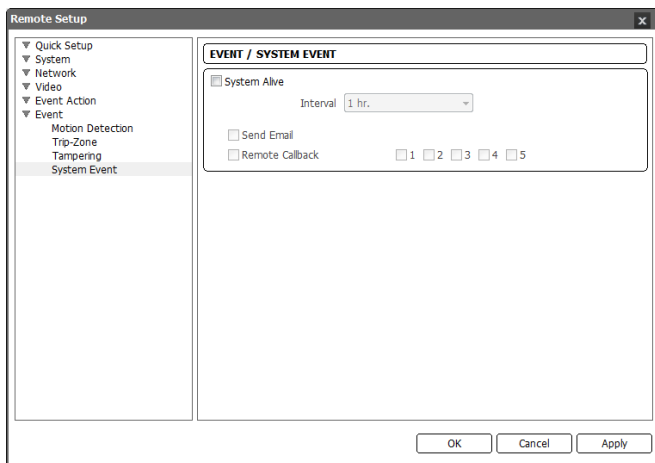 Remote Setup
x
Quick Setup
System
Network
Video
Event Action
Event
Motion Detection
Trip-Zone
Tampering
System Event
EVENT / SYSTEM EVENT
System Alive
Interval 1 hr.
Send Email
Remote Callback 1 2 3 4 5
OK Cancel Apply